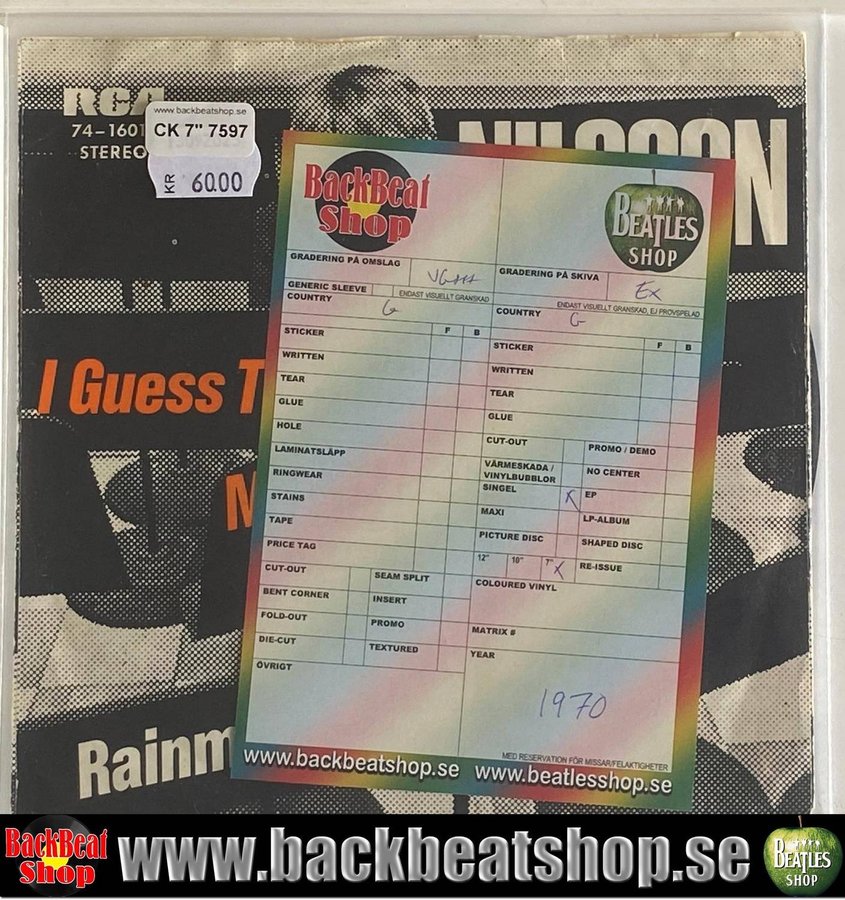 RCA
74-1601
STEREO
www.backbeatshop.se
CK 7" 7597
KR 60.00
NILSSON
I Guess T
M
Rainm
BackBeat
Shop
BEATLES
SHOP
GRADERING PÅ OMSLAG
VG+++
GRADERING PÅ SKIVA
Ex
GENERIC SLEEVE
ENDAST VISUELLT GRANSKAD
ENDAST VISUELLT GRANSKAD, EJ PROVSPELAD
COUNTRY
G
COUNTRY
G
F B
F B
STICKER
WRITTEN
TEAR
GLUE
HOLE
LAMINATSLÄPP
RINGWEAR
STAINS
TAPE
PRICE TAG
CUT-OUT
SEAM SPLIT
BENT CORNER
INSERT
FOLD-OUT
PROMO
DIE-CUT
TEXTURED
ÖVRIGT
STICKER
WRITTEN
TEAR
GLUE
CUT-OUT
PROMO / DEMO
VÄRMESKADA /
VINYLBUBBLOR
NO CENTER
SINGEL X
EP
MAXI
LP-ALBUM
PICTURE DISC
SHAPED DISC
12" 10" 7" X
RE-ISSUE
COLOURED VINYL
MATRIX #
YEAR
1970
MED RESERVATION FÖR MISSAR/FELAKTIGHETER
www.backbeatshop.se www.beatlesshop.se
BackBeat
Shop
www.backbeatshop.se
BEATLES
SHOP